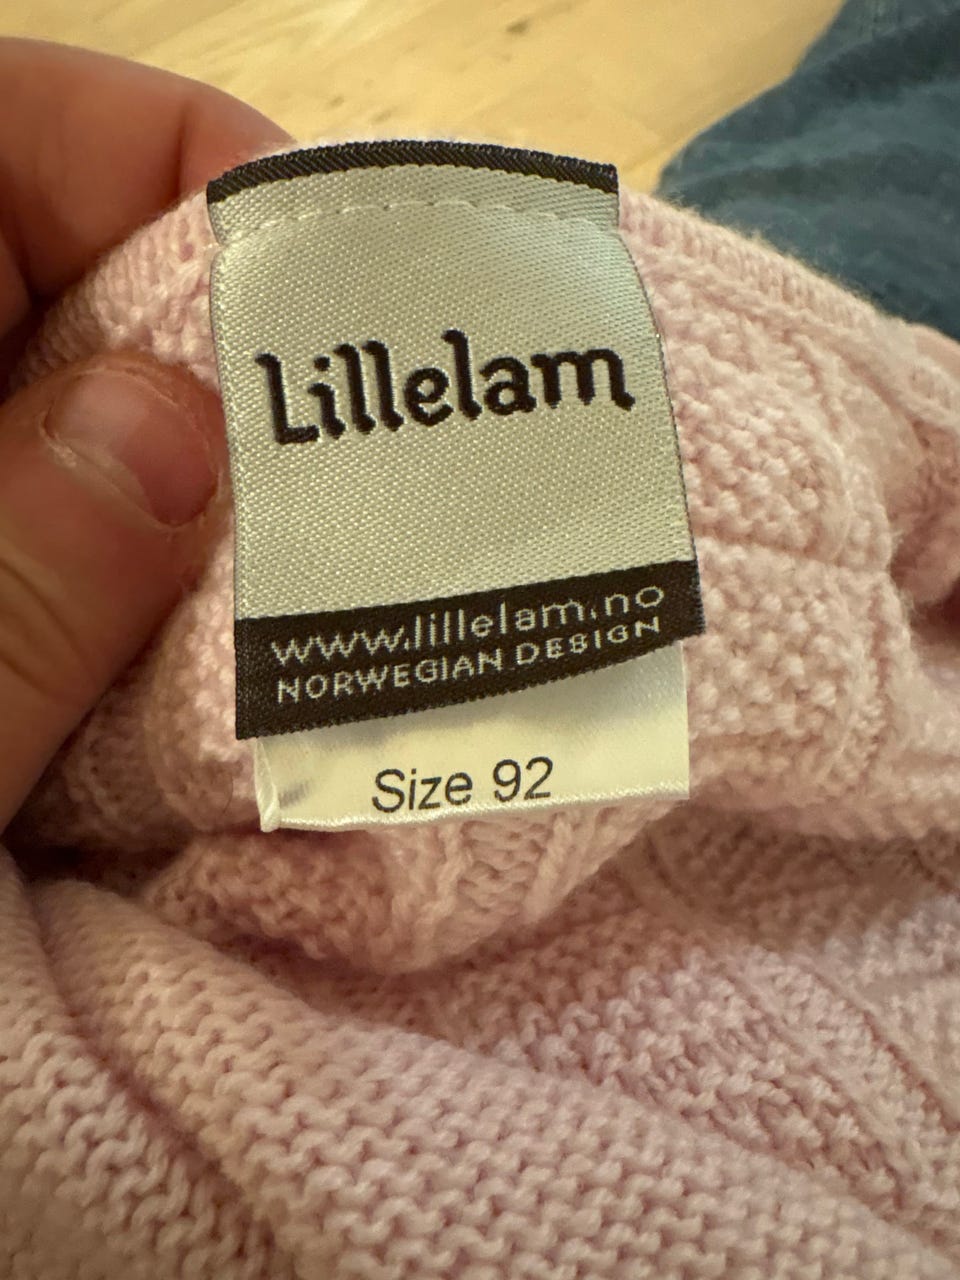 Lillelam
www.lillelam.no
NORWEGIAN DESIGN
Size 92